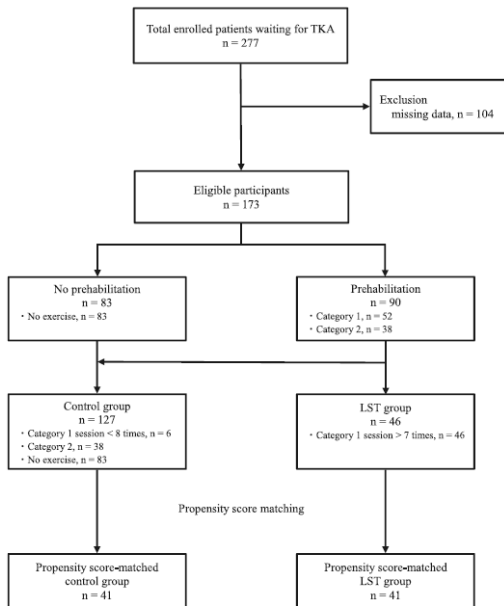 Total enrolled patients waiting for TKA
n = 277
Exclusion
missing data, n = 104
Eligible participants
n = 173
No prehabilitation
n = 83
・No exercise, n = 83
Prehabilitation
n = 90
・Category 1, n = 52
・Category 2, n = 38
Control group
n = 127
・Category 1 session < 8 times, n = 6
・Category 2, n = 38
・No exercise, n = 83
LST group
n = 46
・Category 1 session > 7 times, n = 46
Propensity score matching
Propensity score-matched
control group
n = 41
Propensity score-matched
LST group
n = 41